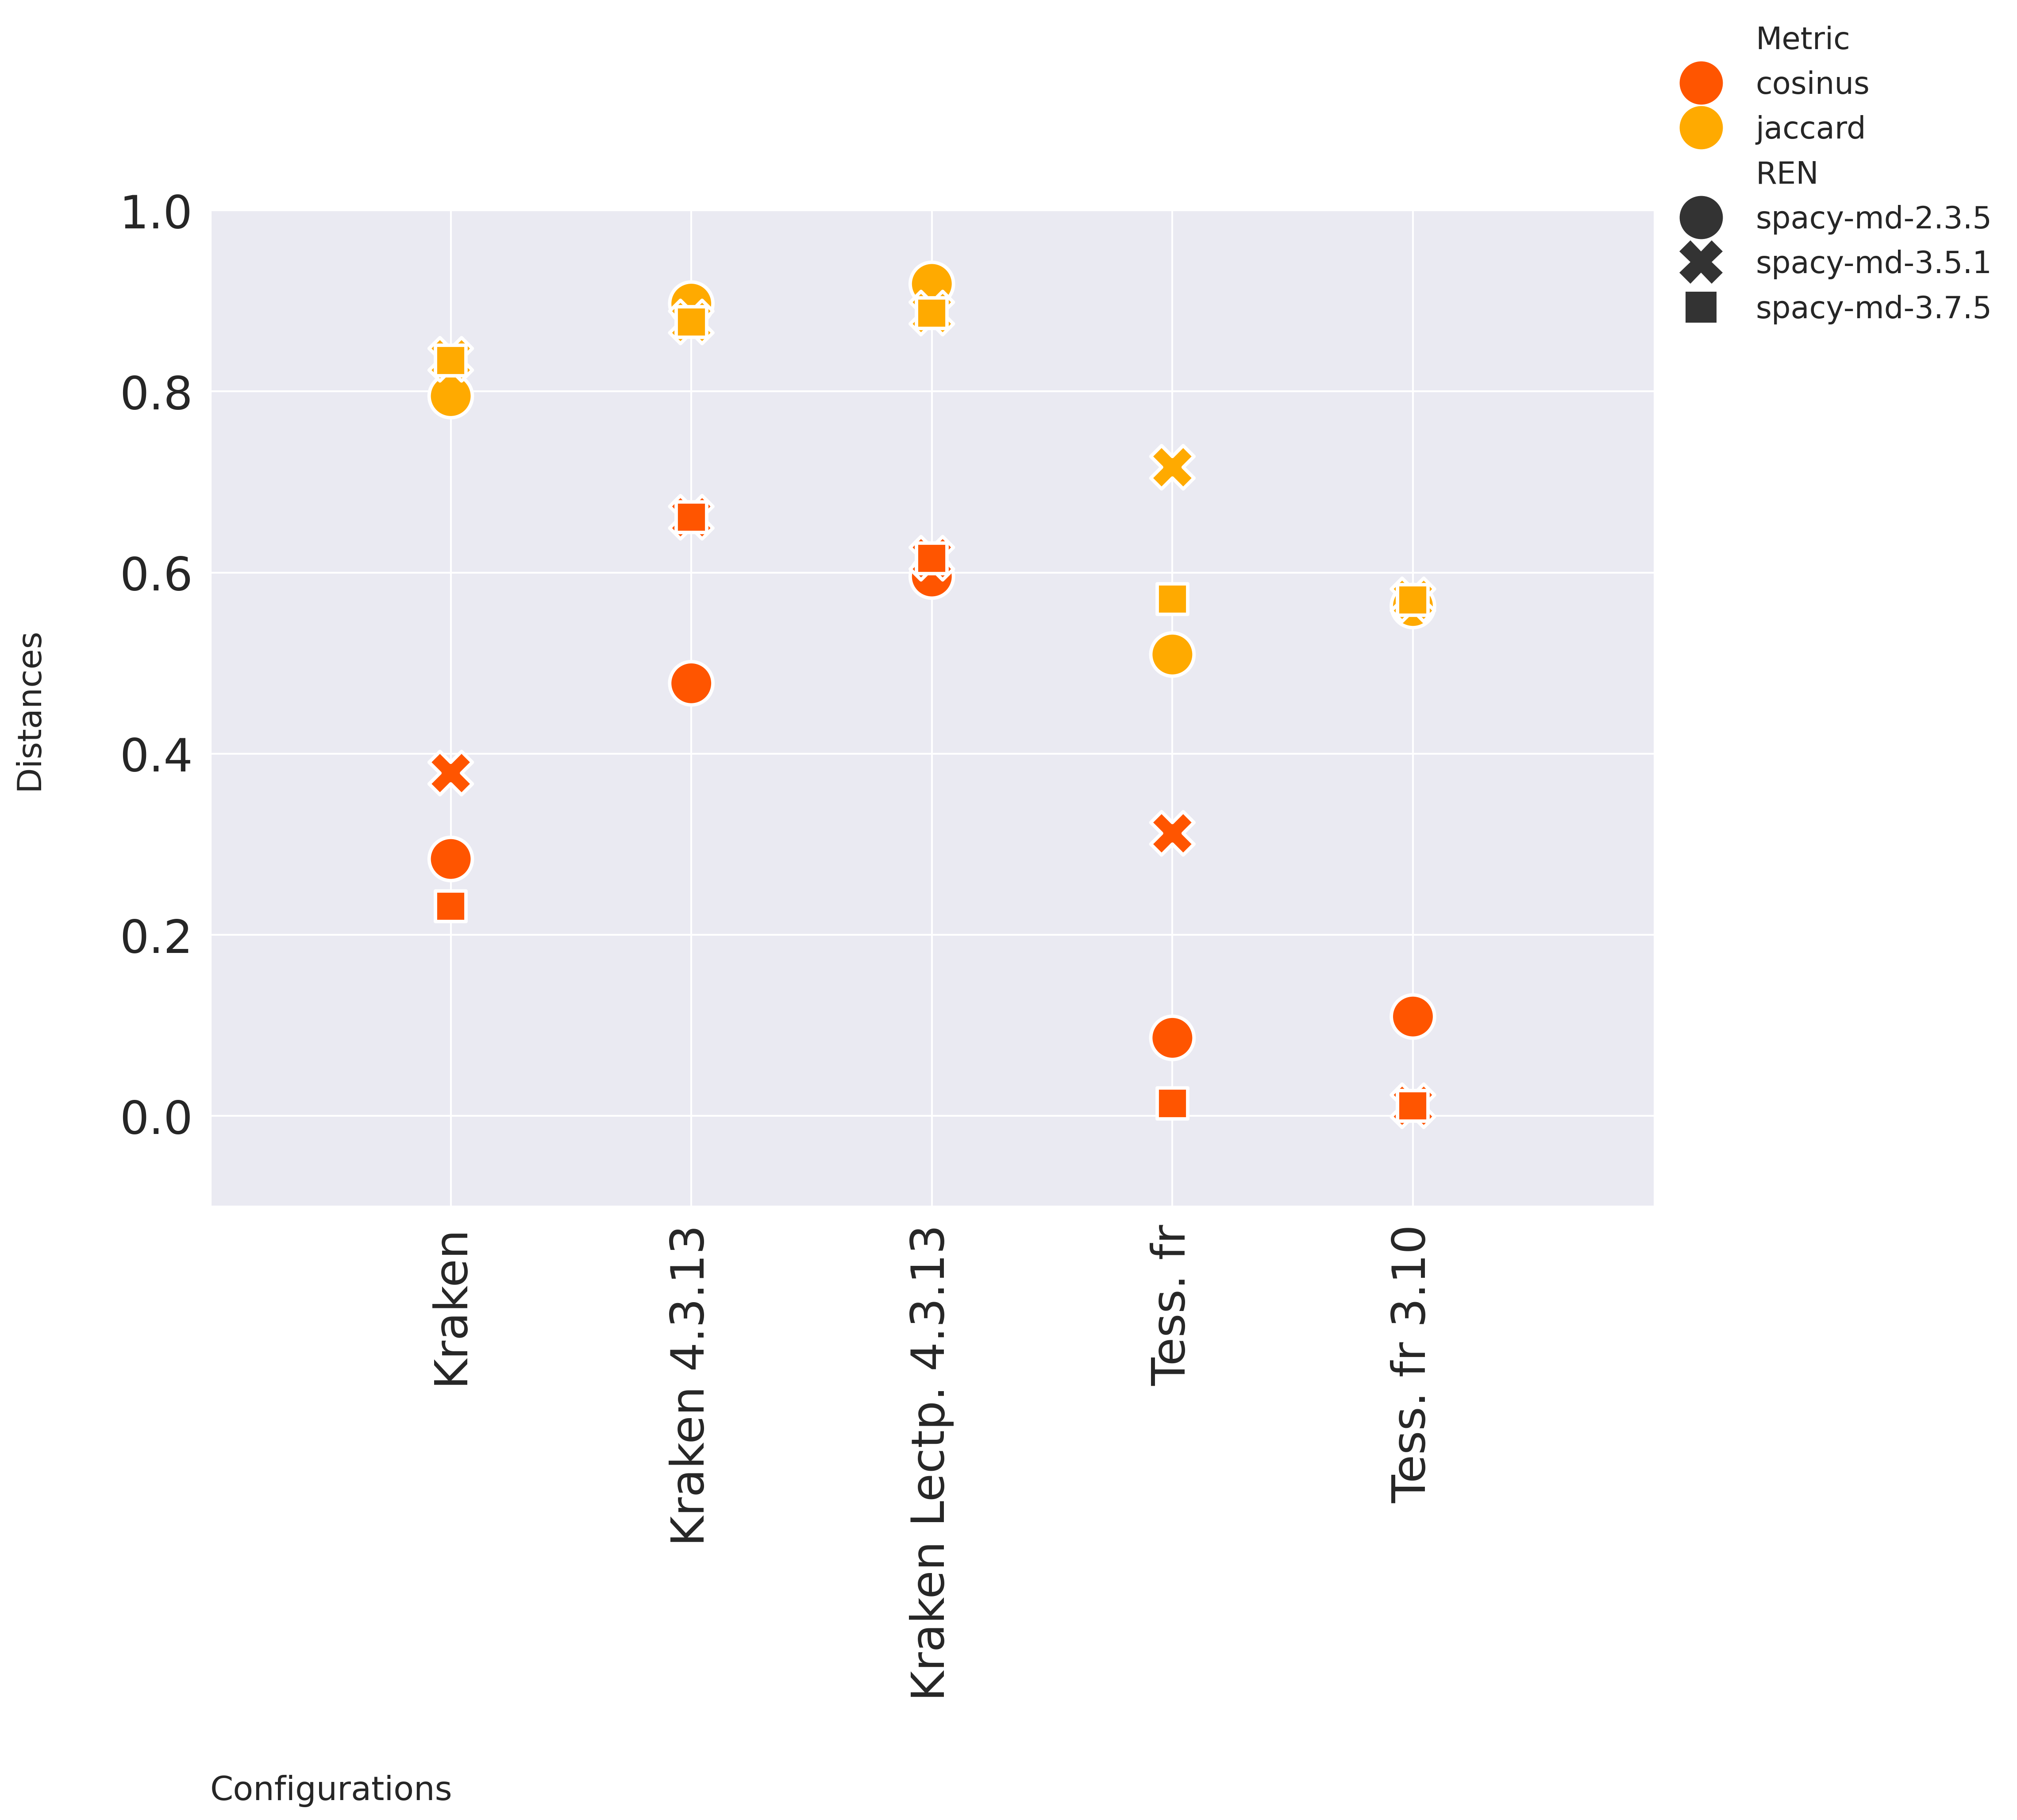 Metric
cosinus
jaccard
REN
spacy-md-2.3.5
spacy-md-3.5.1
spacy-md-3.7.5
1.0
0.8
0.6
0.4
0.2
0.0
Distances
Kraken
Kraken 4.3.13
Kraken Lectp. 4.3.13
Tess. fr
Tess. fr 3.10
Configurations